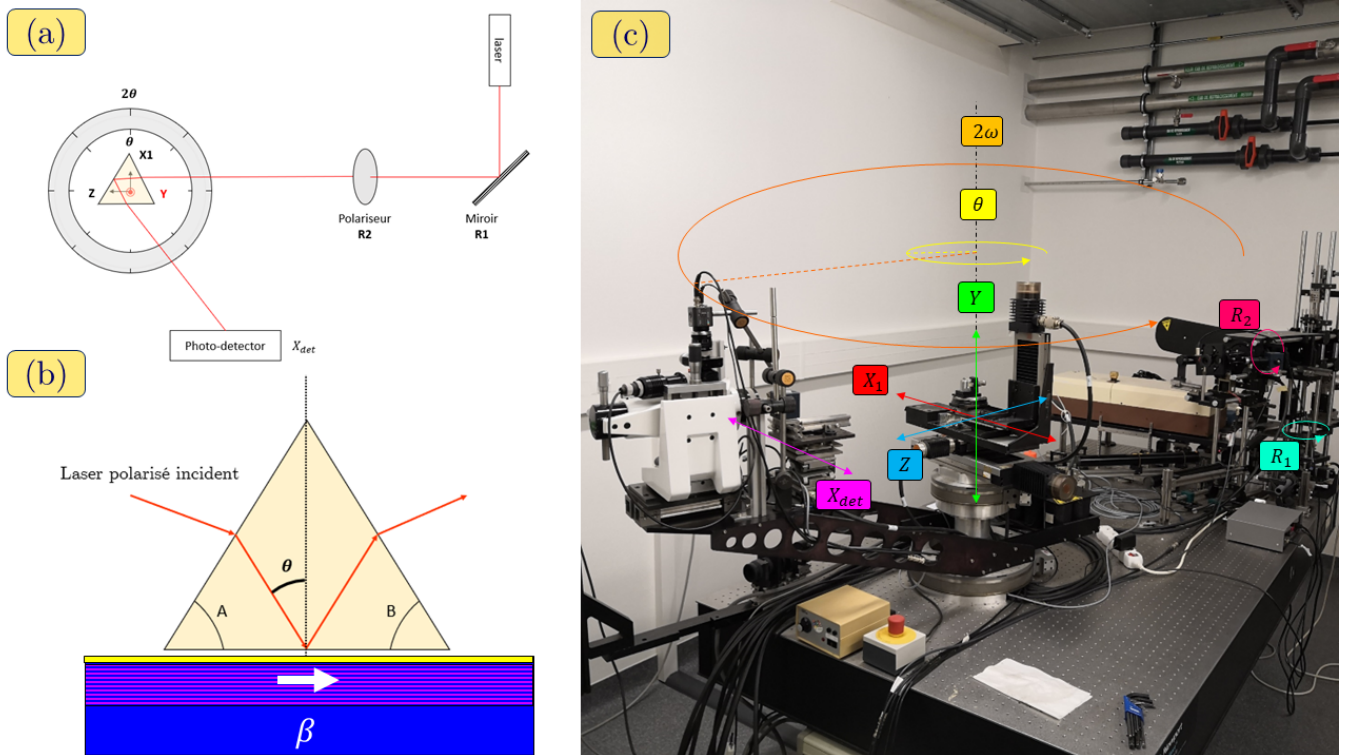 (a)
laser
2θ
θ
X1
Z
Y
Polariseur
R2
Miroir
R1
Photo-detector
X_det
(b)
Laser polarisé incident
θ
A
B
β
(c)
2ω
θ
Y
R_2
X_1
Z
R_1
X_det